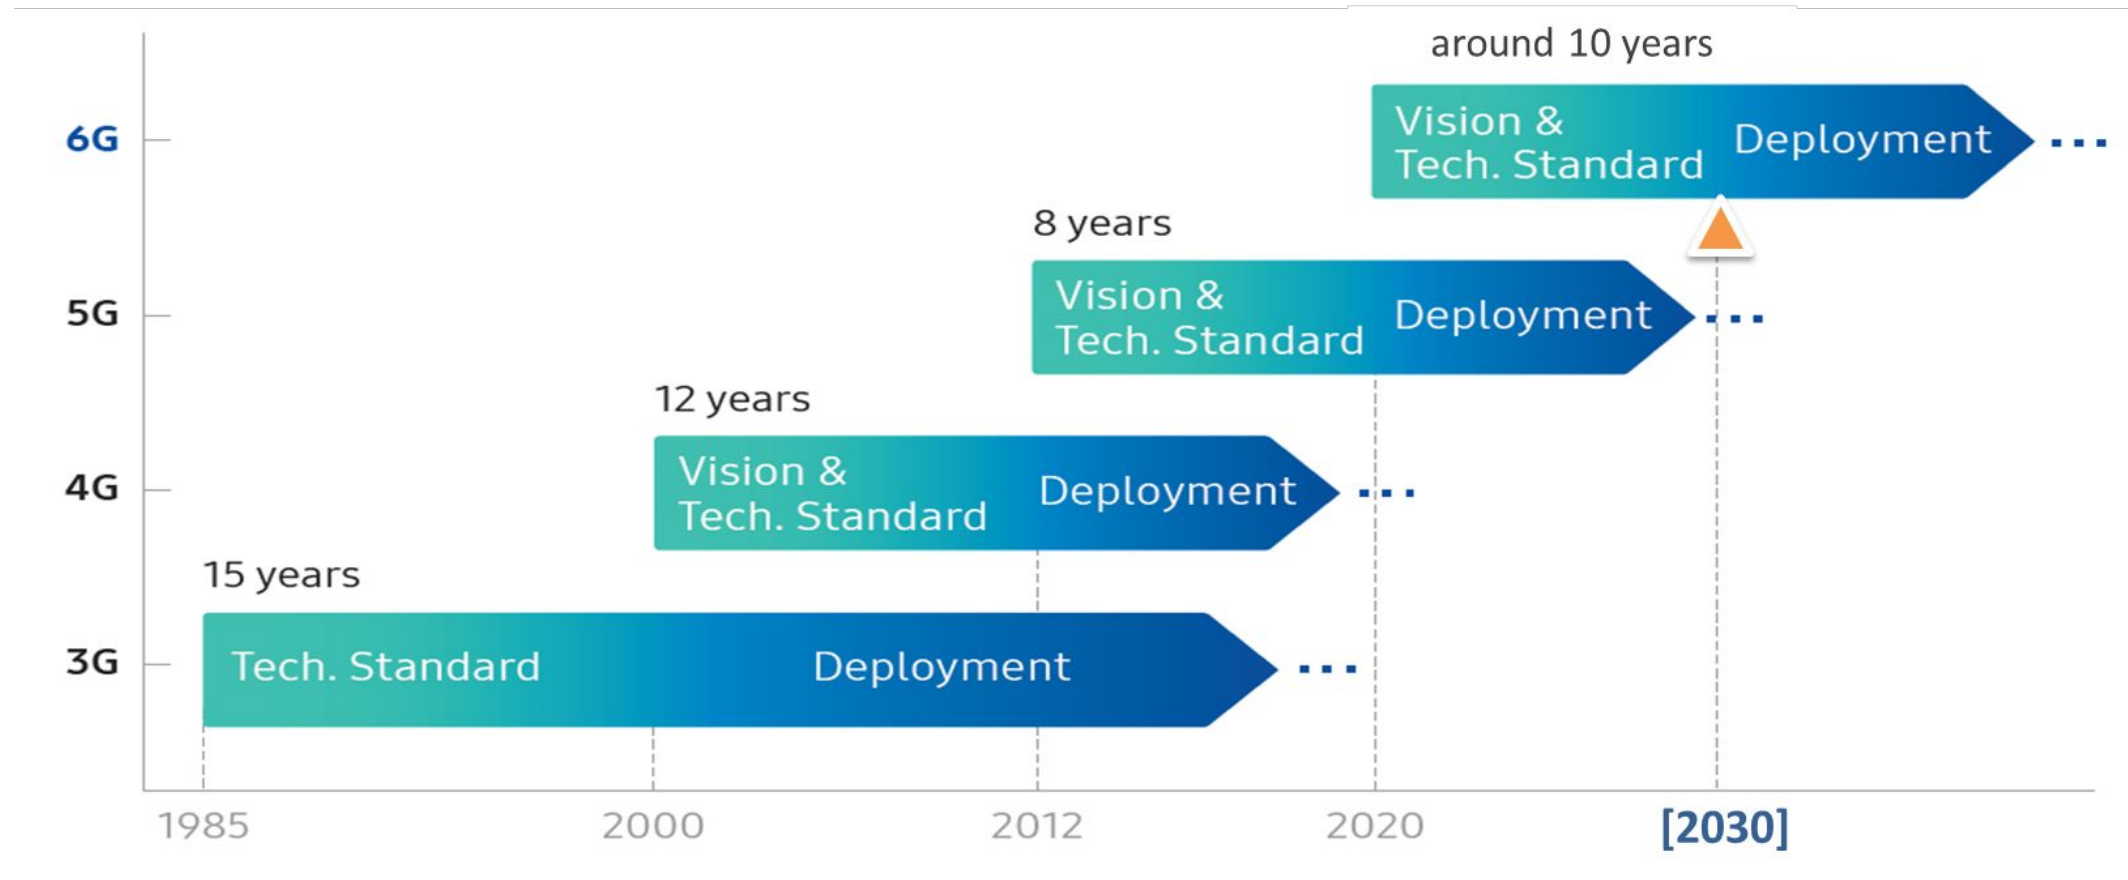 around 10 years
6G
Vision &
Tech. Standard
Deployment
...
8 years
5G
Vision &
Tech. Standard
Deployment
...
12 years
4G
Vision &
Tech. Standard
Deployment
...
15 years
3G
Tech. Standard
Deployment
...
1985
2000
2012
2020
[2030]